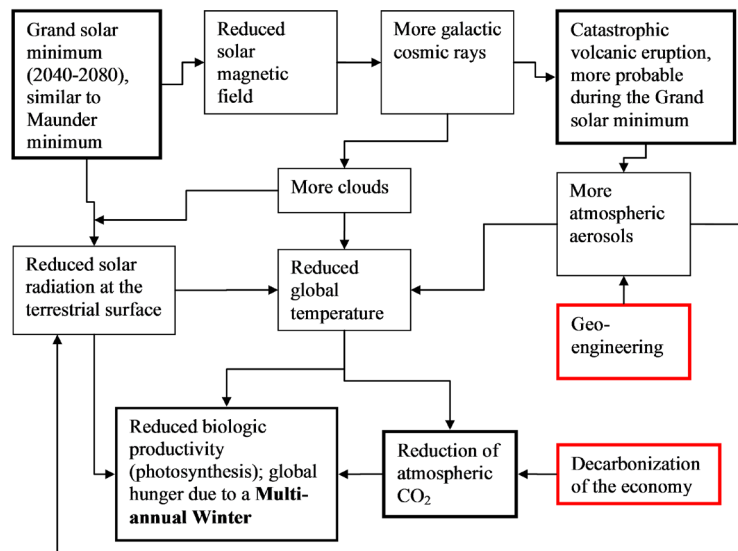 Grand solar
minimum
(2040-2080),
similar to
Maunder
minimum
Reduced
solar
magnetic
field
More galactic
cosmic rays
Catastrophic
volcanic eruption,
more probable
during the Grand
solar minimum
More clouds
More
atmospheric
aerosols
Reduced solar
radiation at the
terrestrial surface
Reduced
global
temperature
Geo-
engineering
Reduced biologic
productivity
(photosynthesis); global
hunger due to a Multi-
annual Winter
Reduction of
atmospheric
CO₂
Decarbonization
of the economy